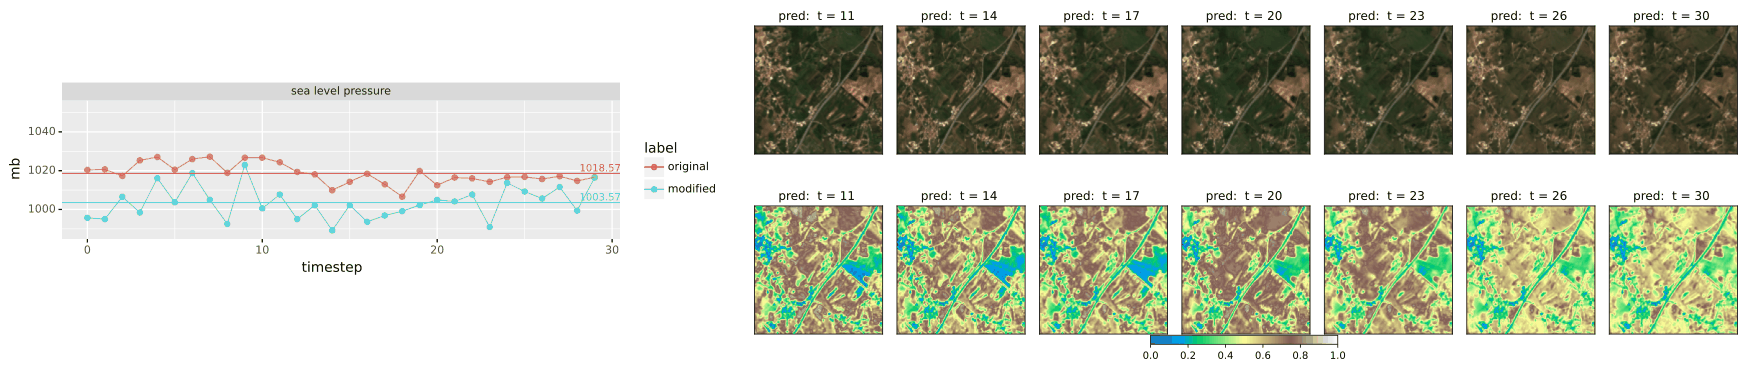 sea level pressure
mb
1040
1020
1000
1018.57
1003.57
0 10 20 30
timestep
label
original
modified
pred: t = 11 pred: t = 14 pred: t = 17 pred: t = 20 pred: t = 23 pred: t = 26 pred: t = 30
pred: t = 11 pred: t = 14 pred: t = 17 pred: t = 20 pred: t = 23 pred: t = 26 pred: t = 30
0.0 0.2 0.4 0.6 0.8 1.0